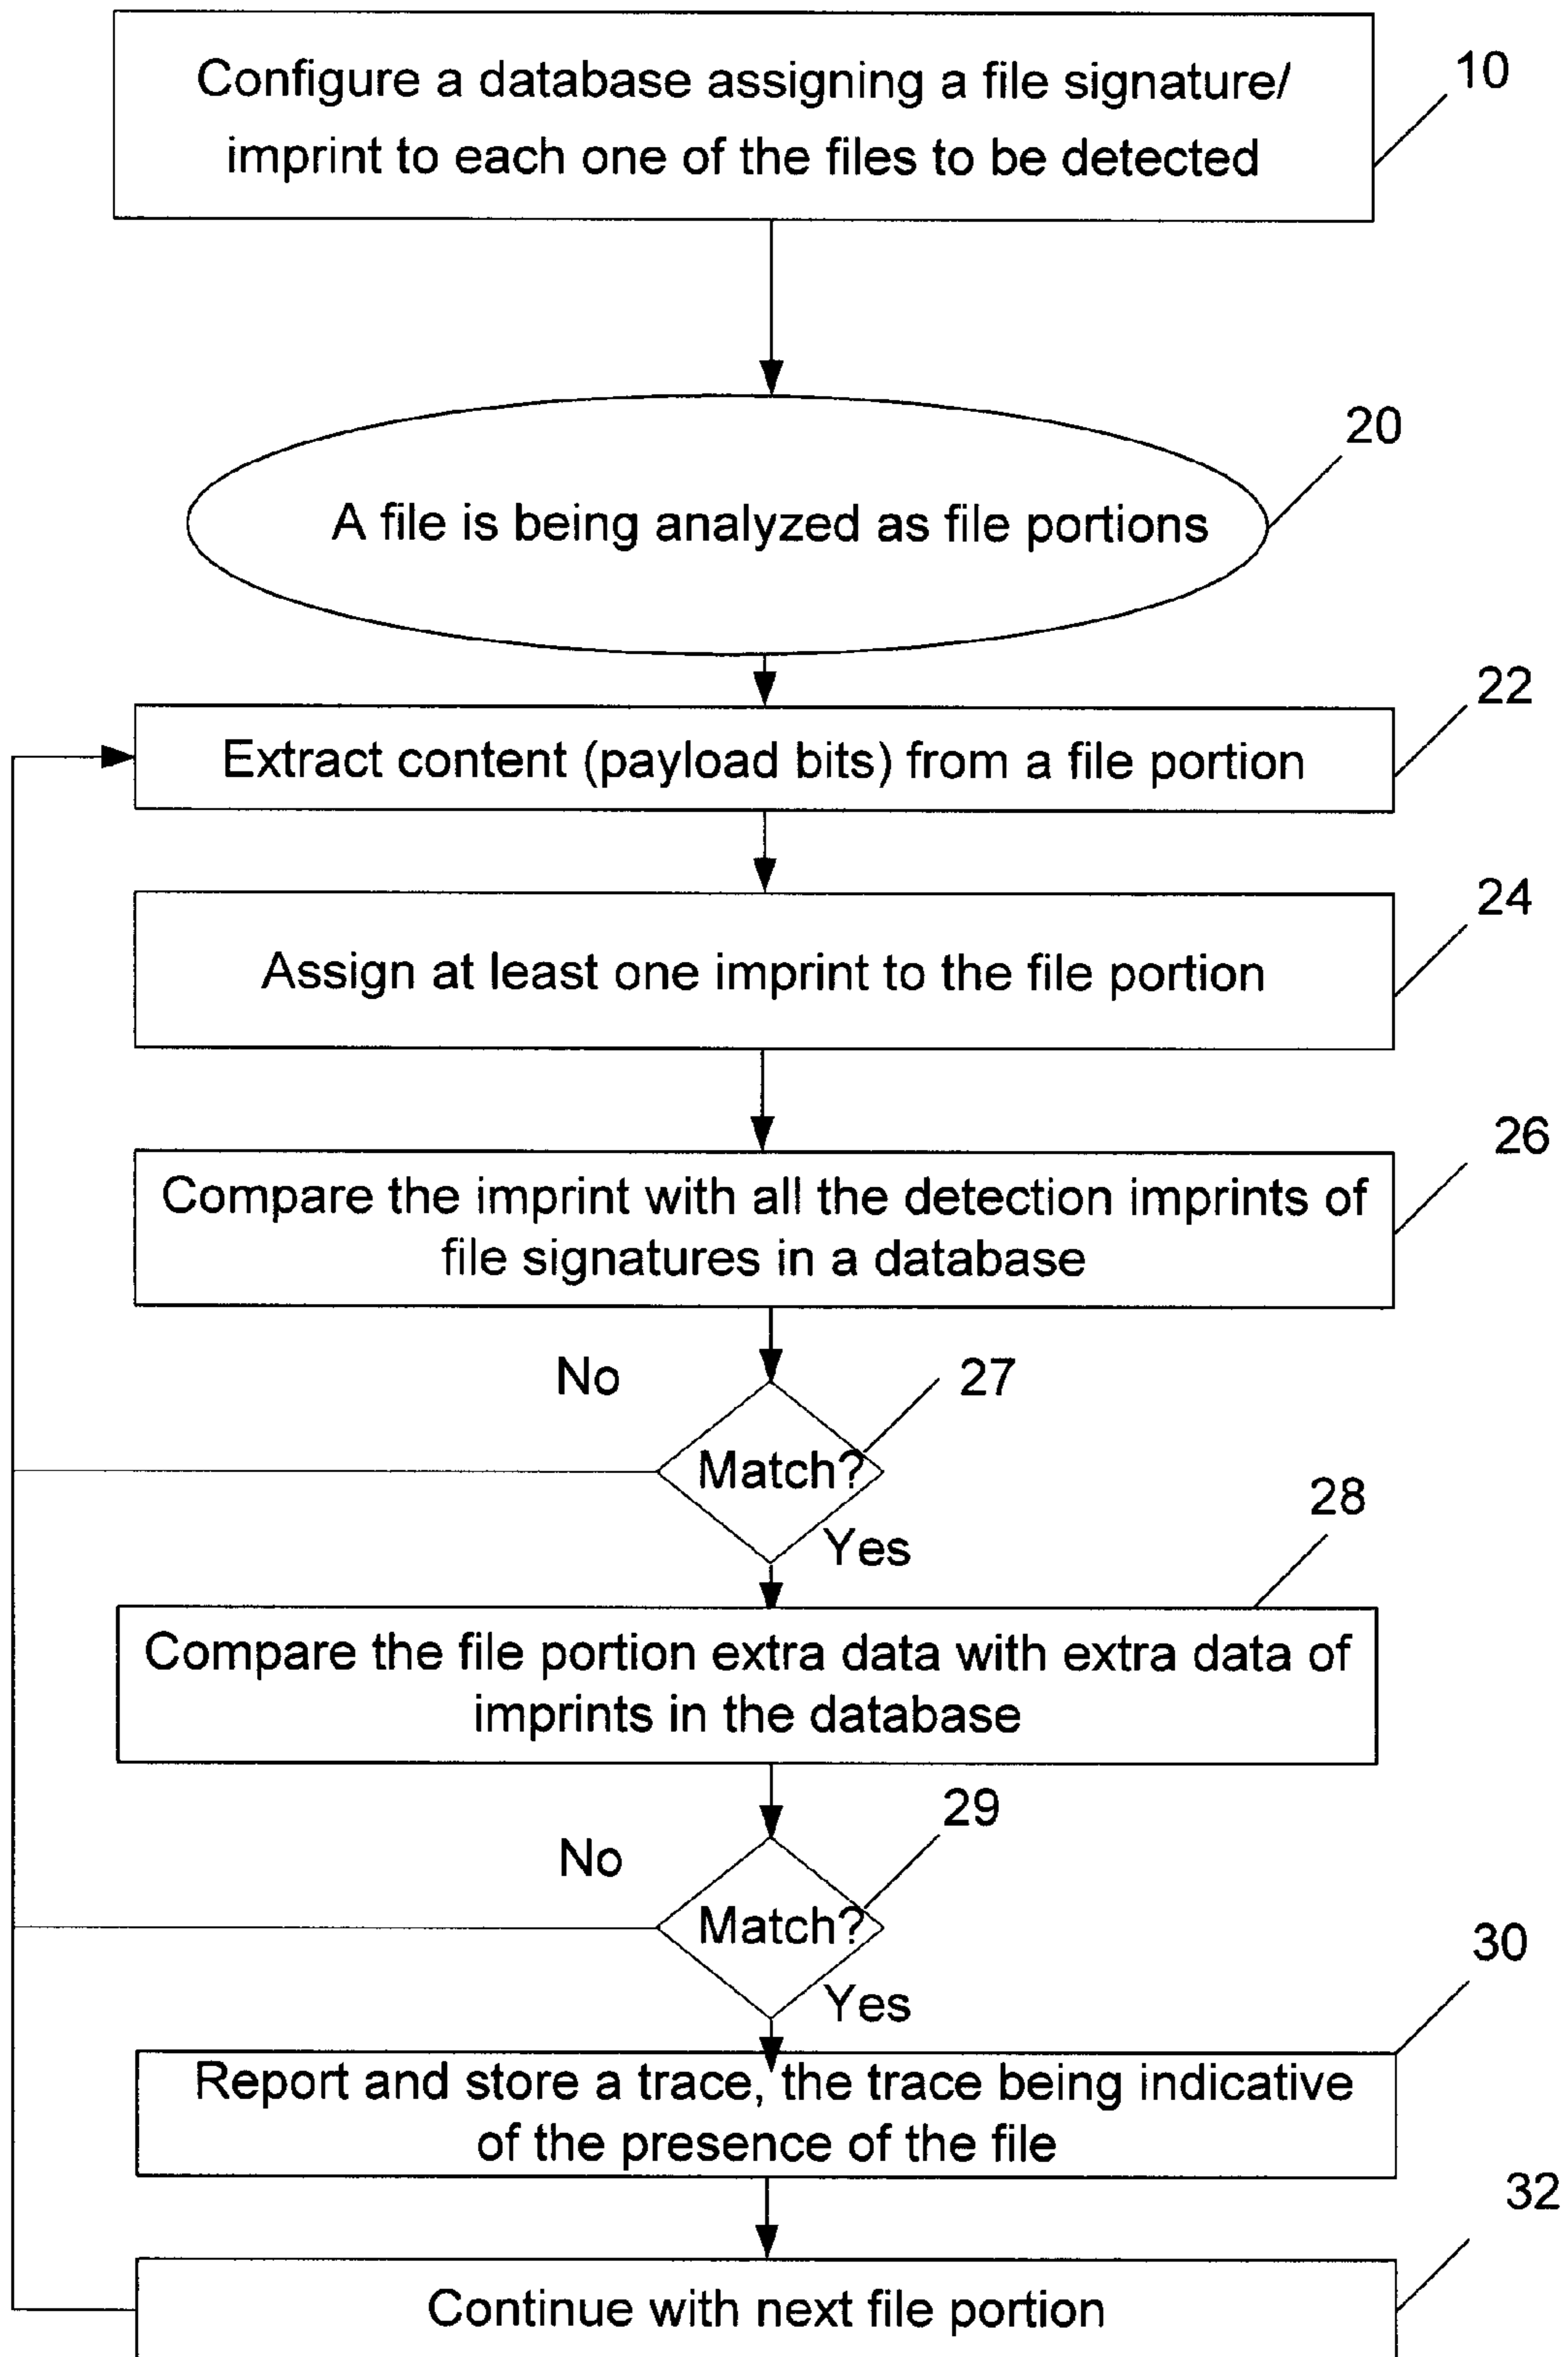 Configure a database assigning a file signature/
imprint to each one of the files to be detected
10
A file is being analyzed as file portions
20
Extract content (payload bits) from a file portion
22
Assign at least one imprint to the file portion
24
Compare the imprint with all the detection imprints of
file signatures in a database
26
No
27
Match?
Yes
28
Compare the file portion extra data with extra data of
imprints in the database
29
No
Match?
Yes
30
Report and store a trace, the trace being indicative
of the presence of the file
32
Continue with next file portion